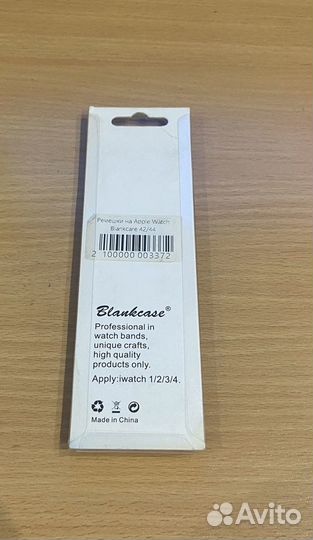 Ремешки на Apple Watch
Blankcare 42/44
2 100000 003372
Blankcase®
Professional in
watch bands,
unique crafts,
high quality
products only.
Apply:iwatch 1/2/3/4.
Made in China
Avito